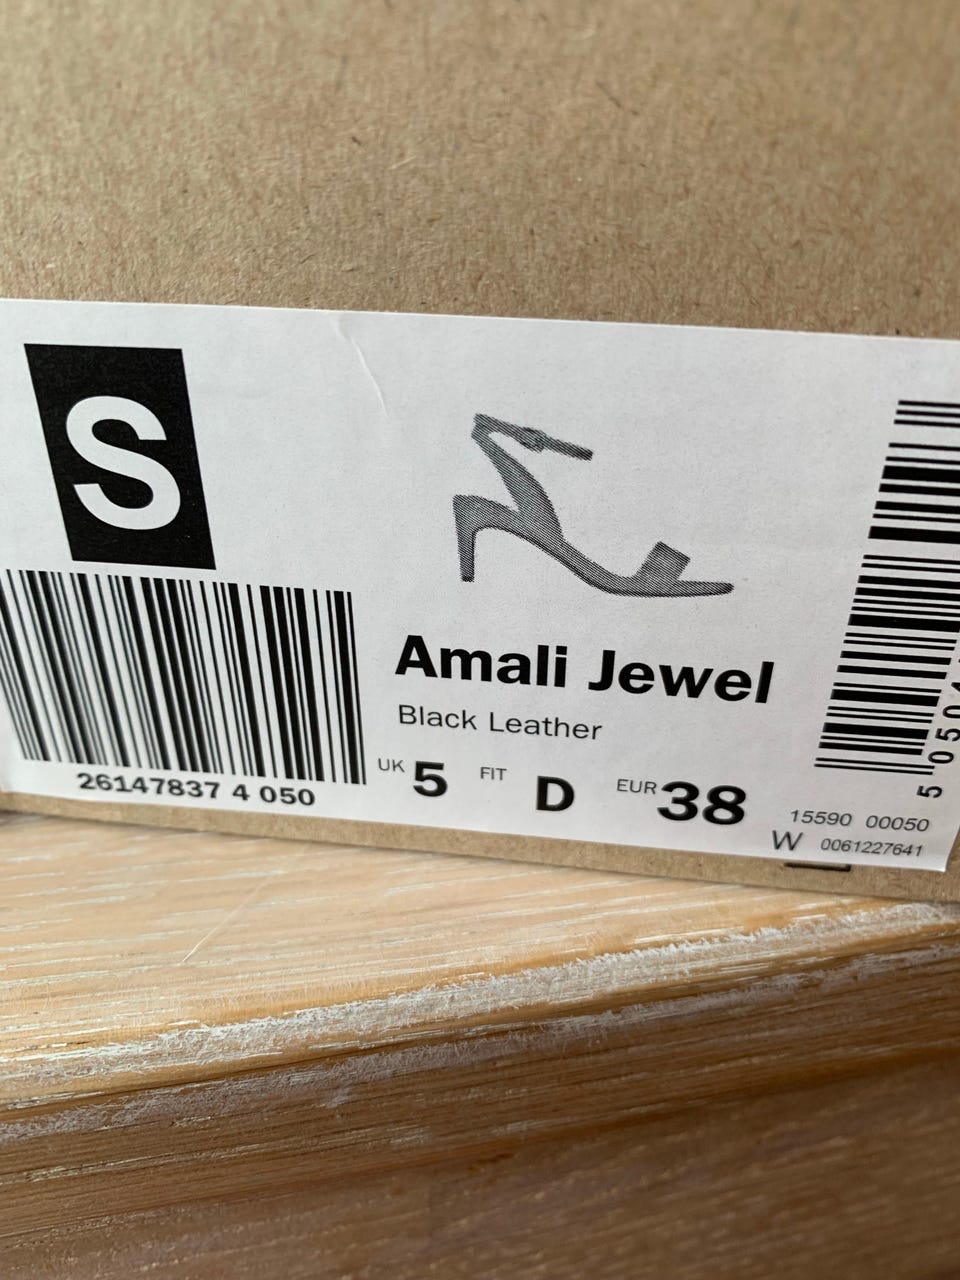 S
Amali Jewel
Black Leather
UK 5 FIT D EUR 38
26147837 4 050
15590 00050
W 0061227641